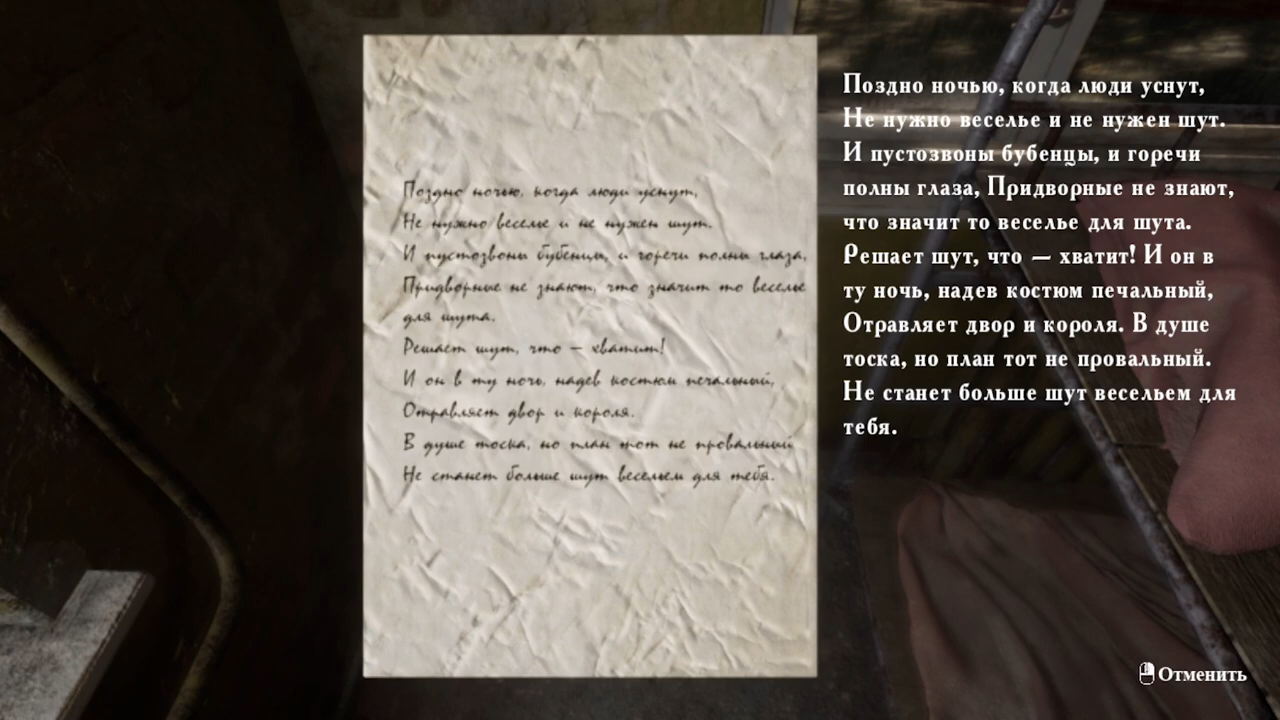 Поздно ночью, когда люди уснут,
Не нужно веселье и не нужен шут.
И пустозвоны бубенцы, и горечи полны глаза,
Придворные не знают, что значит то веселье
для шута.
Решает шут, что — хватит!
И он в ту ночь, надев костюм печальный,
Отравляет двор и короля.
В душе тоска, но план тот не провальный
Не станет больше шут весельем для тебя.
Поздно ночью, когда люди уснут,
Не нужно веселье и не нужен шут.
И пустозвоны бубенцы, и горечи
полны глаза, Придворные не знают,
что значит то веселье для шута.
Решает шут, что — хватит! И он в
ту ночь, надев костюм печальный,
Отравляет двор и короля. В душе
тоска, но план тот не провальный.
Не станет больше шут весельем для
тебя.
Отменить